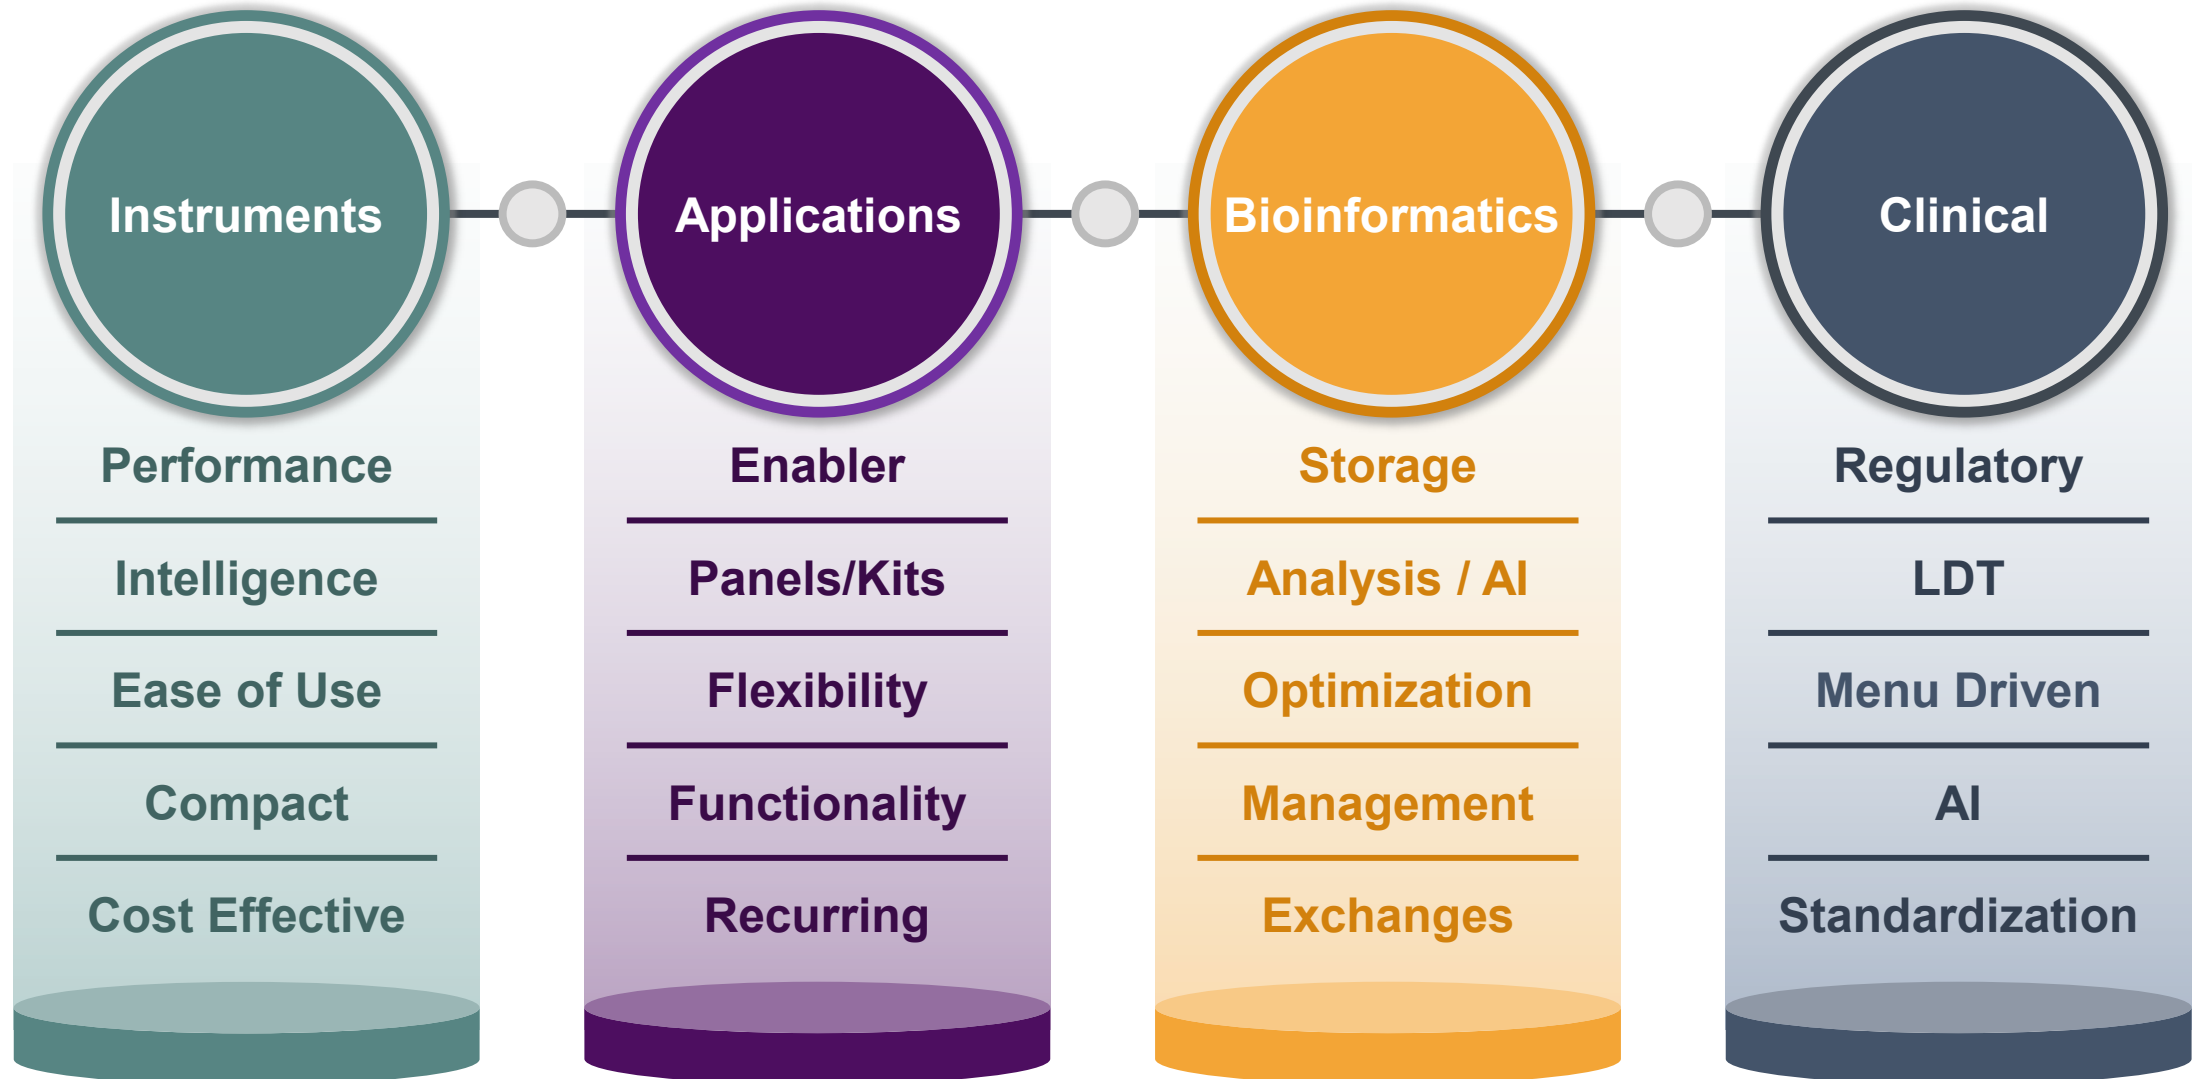 Instruments
Performance
Intelligence
Ease of Use
Compact
Cost Effective
Applications
Enabler
Panels/Kits
Flexibility
Functionality
Recurring
Bioinformatics
Storage
Analysis / AI
Optimization
Management
Exchanges
Clinical
Regulatory
LDT
Menu Driven
AI
Standardization